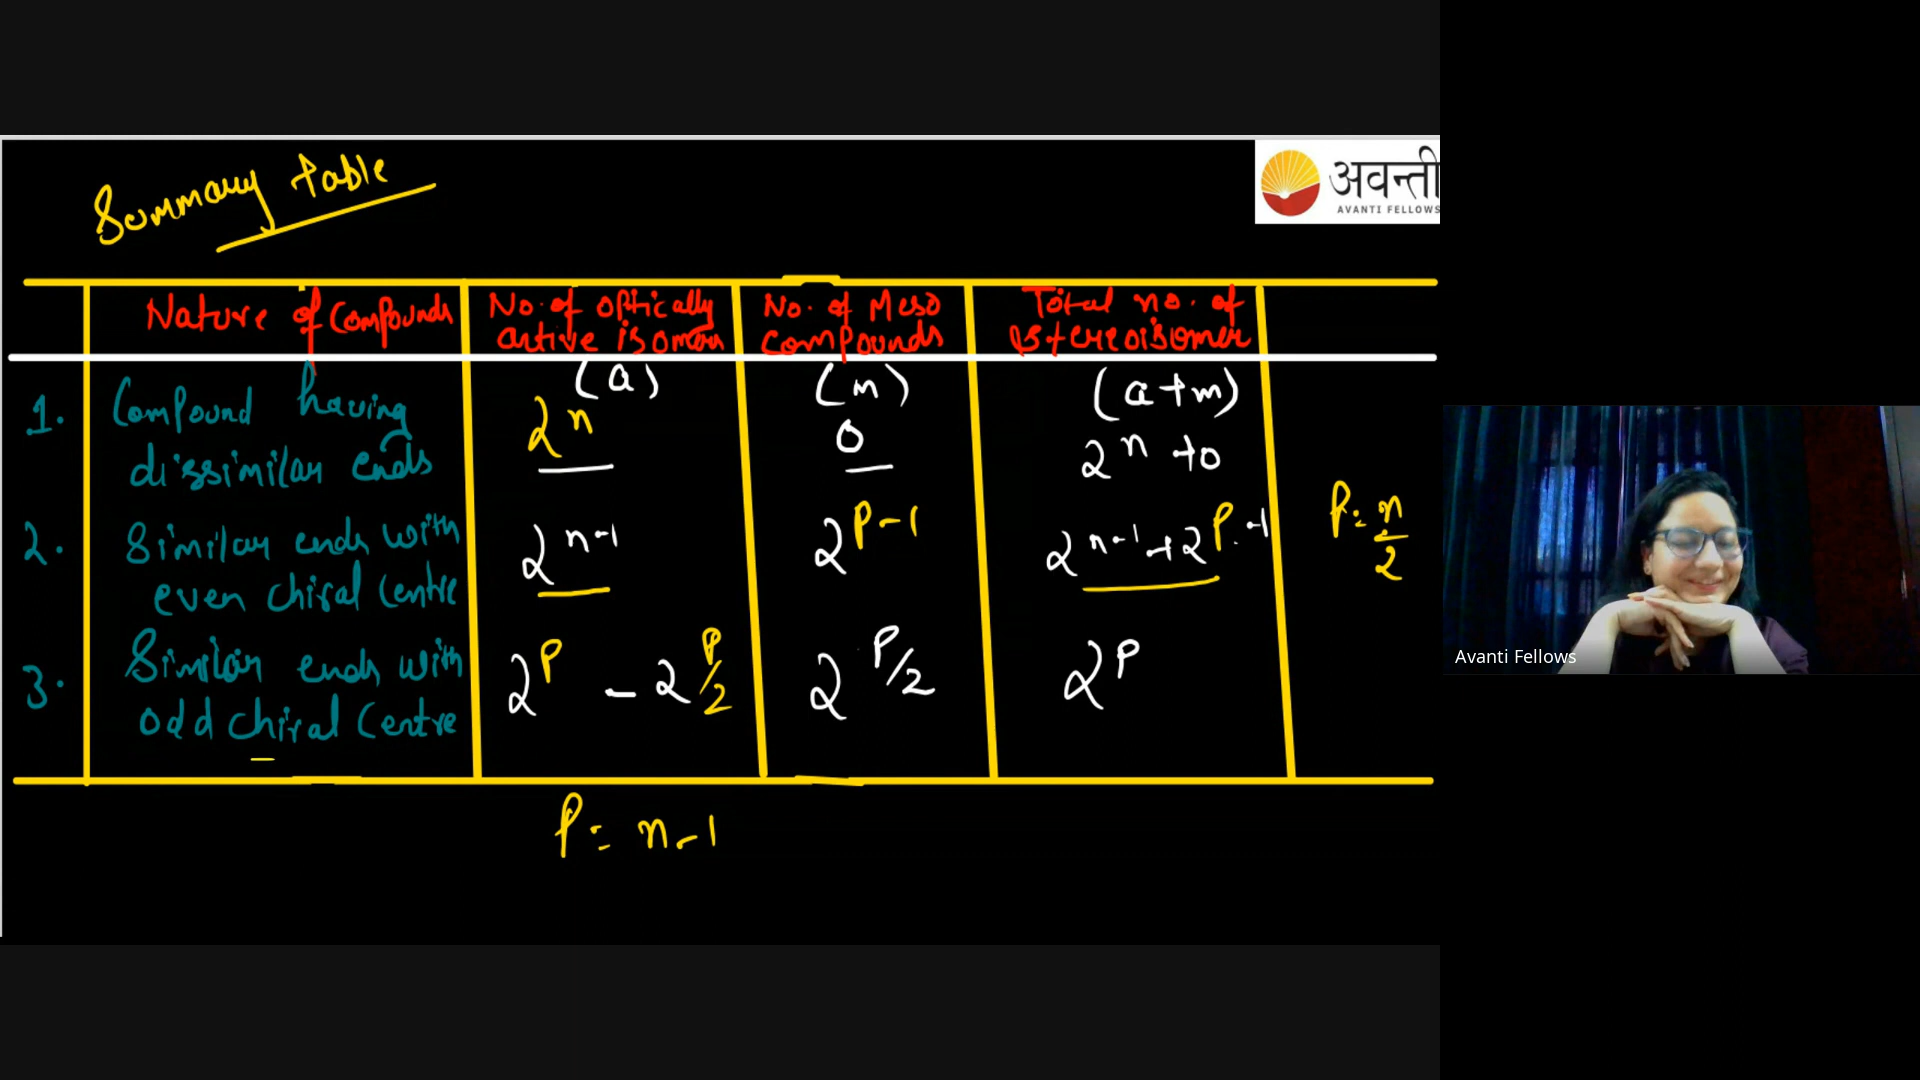 Summary table
अवन्ती
AVANTI FELLOWS
Nature of Compounds
No. of optically active isomers
No. of Meso compounds
Total no. of Stereoisomer
(a)
(m)
(a+m)
1. Compound having dissimilar ends
2^n
0
2^n +0
2. Similar ends with even chiral Centre
2^n-1
2^P-1
2^n-1 + 2^P-1
P = n/2
3. Similar ends with odd chiral Centre
2^P - 2^P/2
2^P/2
2^P
P = n-1
Avanti Fellows